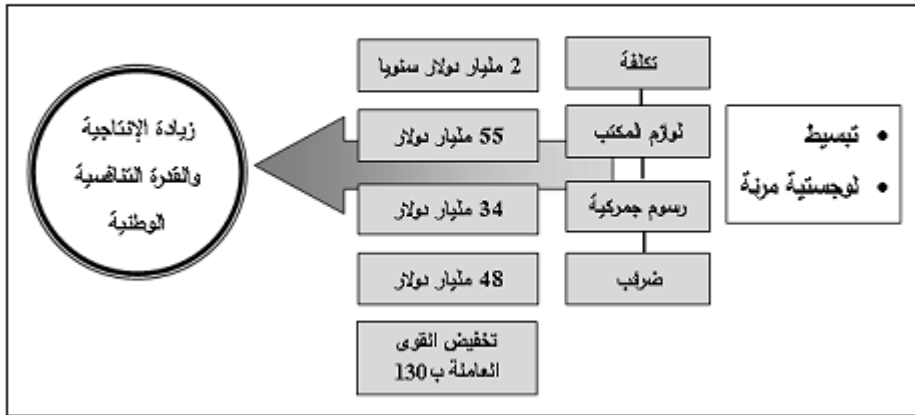 تبسيط
لوجستية مرنة
تكلفة
لوازم المكتب
رسوم جمركية
ضرائب
2 مليار دولار سنويا
55 مليار دولار
34 مليار دولار
48 مليار دولار
تخفيض القوى
العاملة ب 130
زيادة الإنتاجية
والقدرة التنافسية
الوطنية